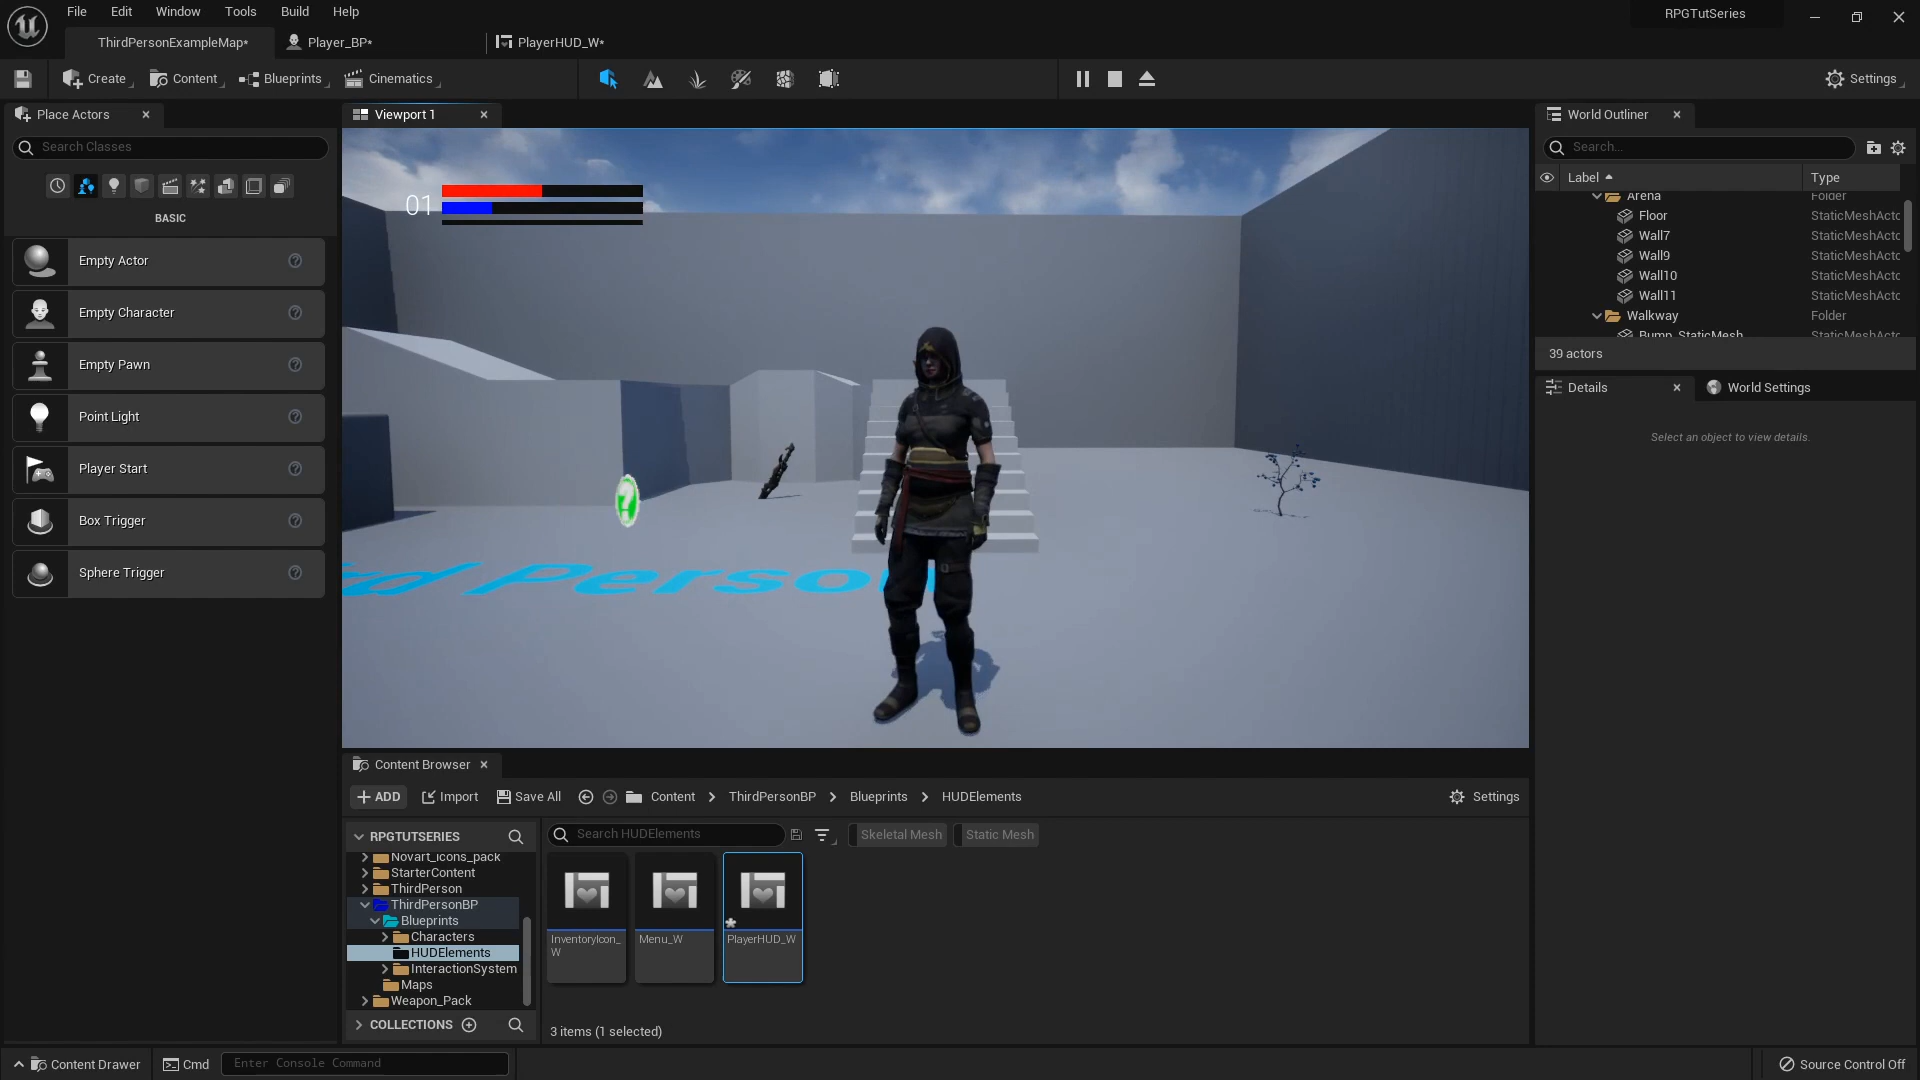 File Edit Window Tools Build Help
RPGTutSeries
ThirdPersonExampleMap*
Player_BP*
PlayerHUD_W*
Create Content Blueprints Cinematics
Settings
Place Actors
Viewport 1
World Outliner
Search Classes
Search...
Label Type
BASIC
Arena Folder
Floor StaticMeshActo
Wall7 StaticMeshActo
Wall9 StaticMeshActo
Wall10 StaticMeshActo
Wall11 StaticMeshActo
Walkway Folder
Bump_StaticMesh StaticMeshActo
39 actors
Empty Actor
Empty Character
Empty Pawn
Point Light
Player Start
Box Trigger
Sphere Trigger
01
?
rd Person
Details
World Settings
Select an object to view details.
Content Browser
ADD Import Save All Content ThirdPersonBP Blueprints HUDElements Settings
RPGTUTSERIES
Search HUDElements
Skeletal Mesh Static Mesh
Novart_icons_pack
StarterContent
ThirdPerson
ThirdPersonBP
Blueprints
Characters
HUDElements
InteractionSystem
Maps
Weapon_Pack
COLLECTIONS
InventoryIcon_
W
Menu_W
PlayerHUD_W
3 items (1 selected)
Content Drawer Cmd Enter Console Command
Source Control Off